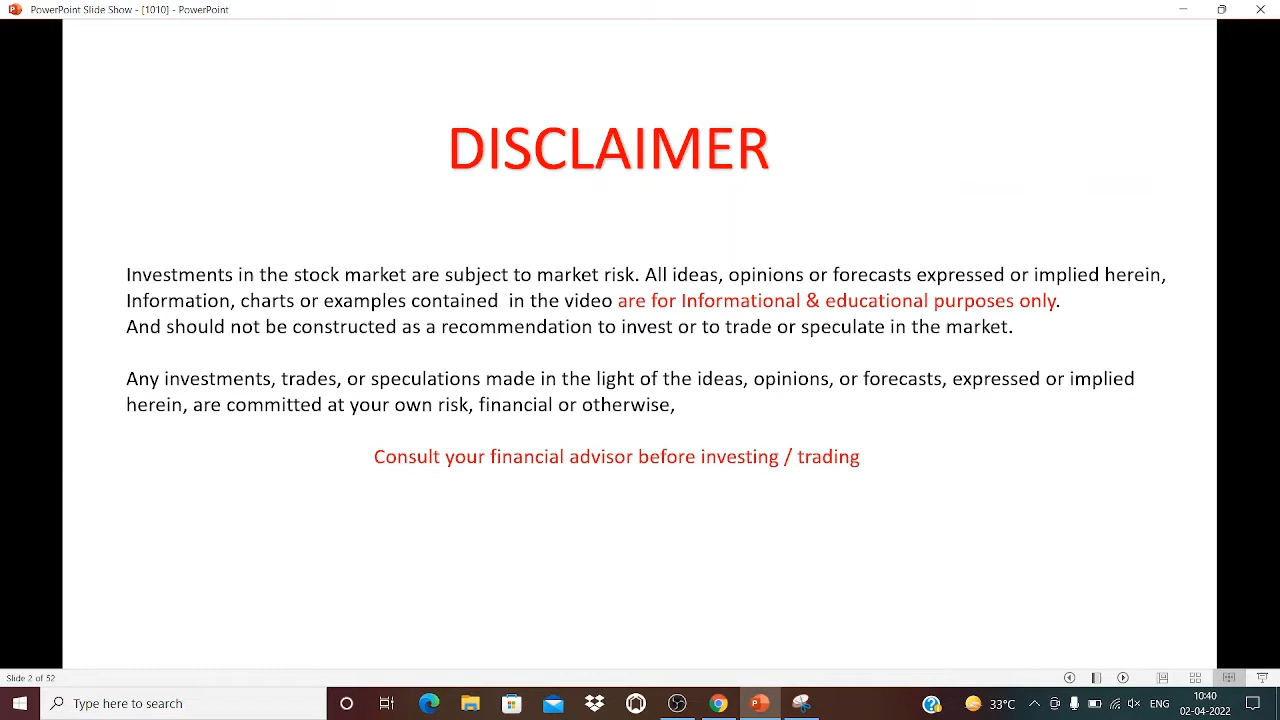 PowerPoint Slide Show - [1010] - PowerPoint
DISCLAIMER
Investments in the stock market are subject to market risk. All ideas, opinions or forecasts expressed or implied herein,
Information, charts or examples contained  in the video are for Informational & educational purposes only.
And should not be constructed as a recommendation to invest or to trade or speculate in the market.
Any investments, trades, or speculations made in the light of the ideas, opinions, or forecasts, expressed or implied
herein, are committed at your own risk, financial or otherwise,
Consult your financial advisor before investing / trading
Slide 2 of 52
Type here to search
33°C
ENG
10:40
02-04-2022